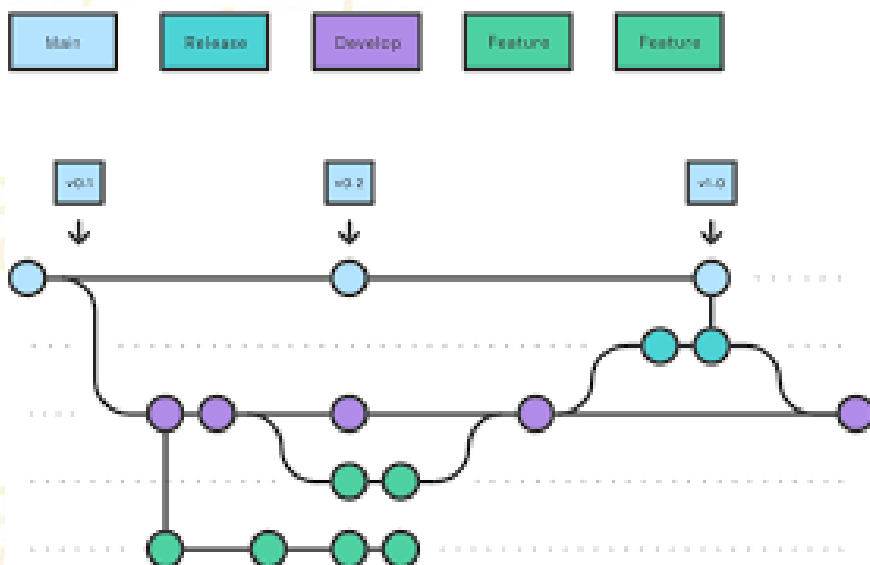 Main
Release
Develop
Feature
Feature
v0.1
v0.2
v1.0